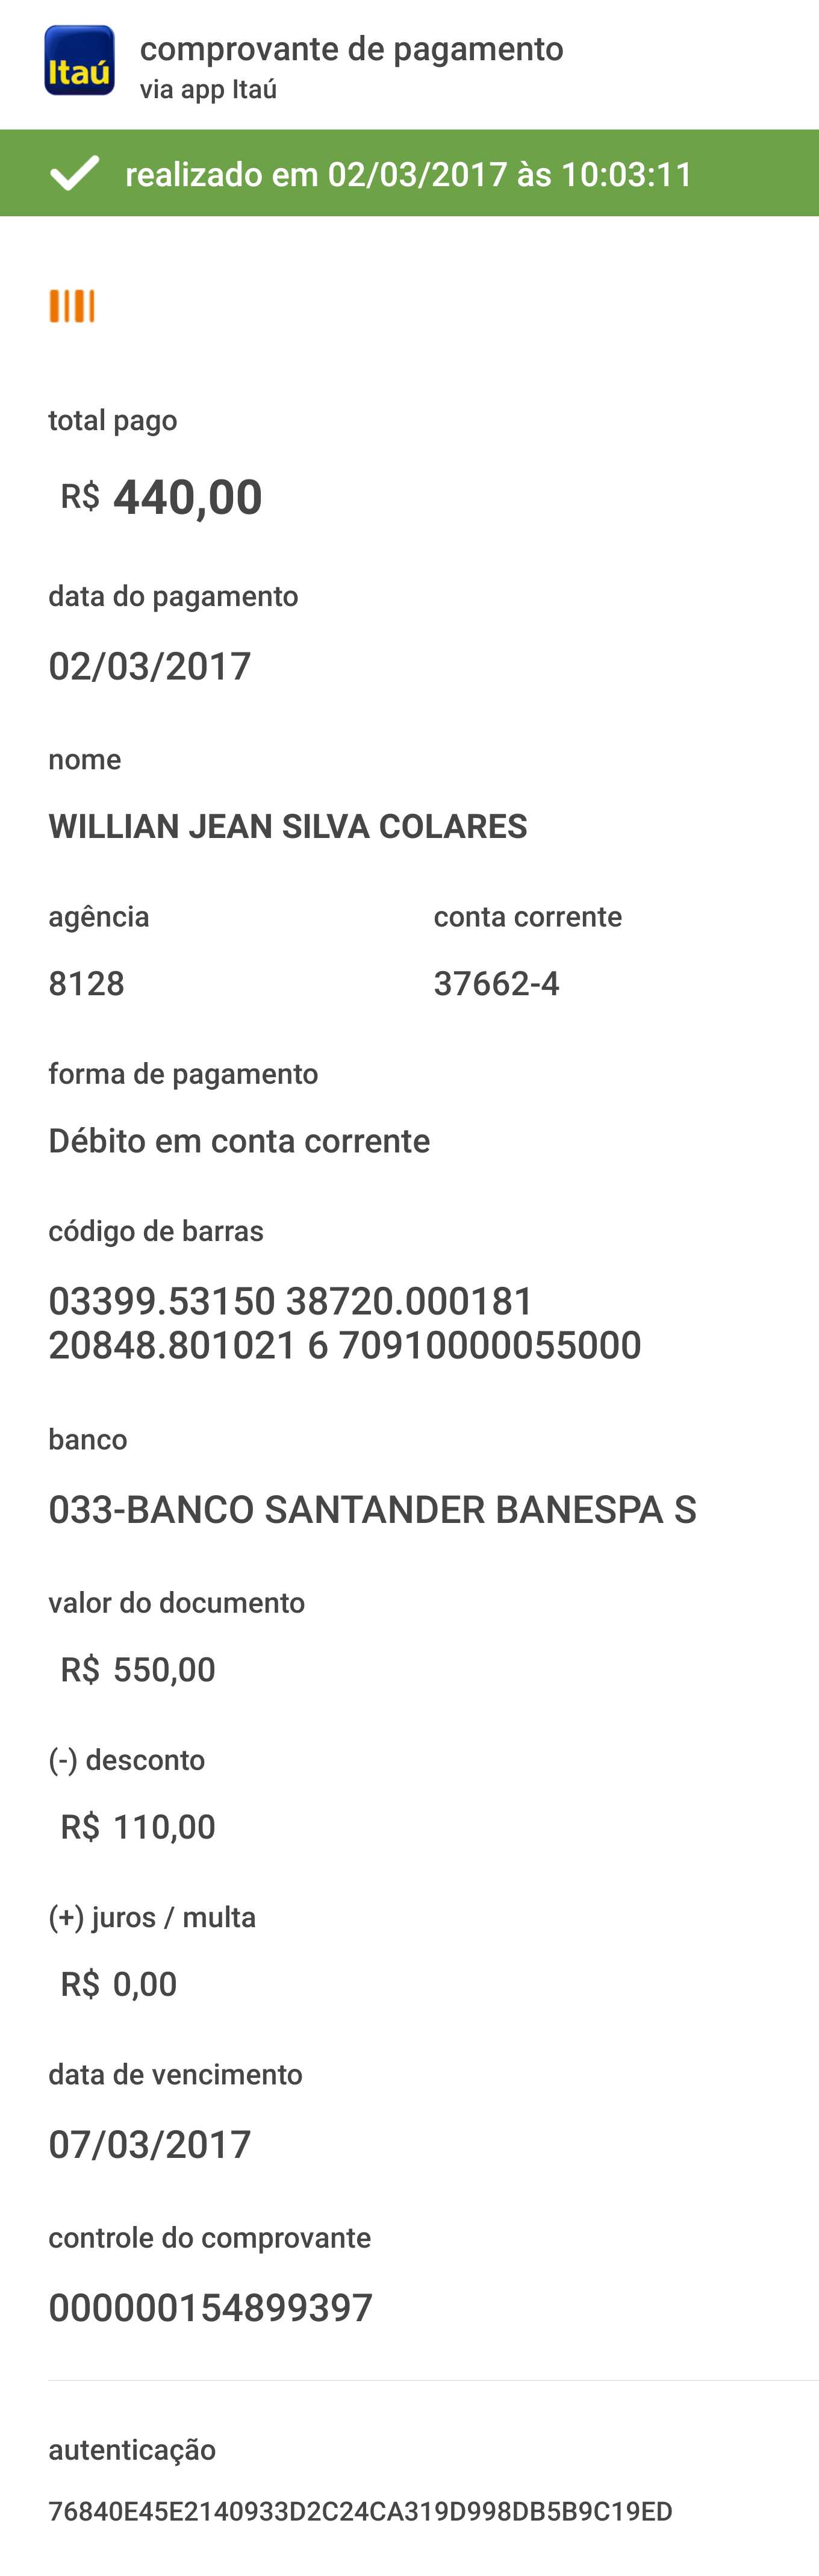 Itaú
comprovante de pagamento
via app Itaú
realizado em 02/03/2017 às 10:03:11
total pago
R$ 440,00
data do pagamento
02/03/2017
nome
WILLIAN JEAN SILVA COLARES
agência conta corrente
8128 37662-4
forma de pagamento
Débito em conta corrente
código de barras
03399.53150 38720.000181
20848.801021 6 70910000055000
banco
033-BANCO SANTANDER BANESPA S
valor do documento
R$ 550,00
(-) desconto
R$ 110,00
(+) juros / multa
R$ 0,00
data de vencimento
07/03/2017
controle do comprovante
000000154899397
autenticação
76840E45E2140933D2C24CA319D998DB5B9C19ED